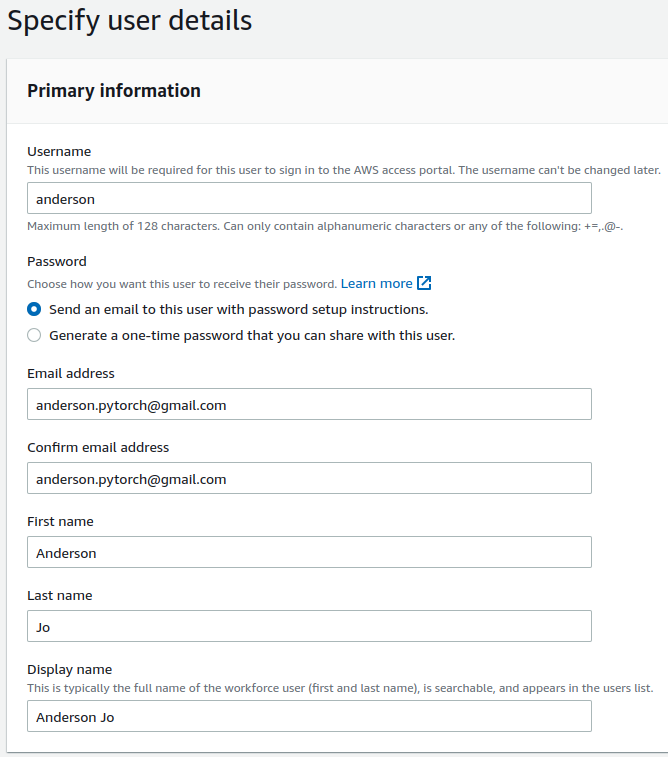 Specify user details
Primary information
Username
This username will be required for this user to sign in to the AWS access portal. The username can't be changed later.
anderson
Maximum length of 128 characters. Can only contain alphanumeric characters or any of the following: +=,.@-.
Password
Choose how you want this user to receive their password. Learn more
Send an email to this user with password setup instructions.
Generate a one-time password that you can share with this user.
Email address
anderson.pytorch@gmail.com
Confirm email address
anderson.pytorch@gmail.com
First name
Anderson
Last name
Jo
Display name
This is typically the full name of the workforce user (first and last name), is searchable, and appears in the users list.
Anderson Jo